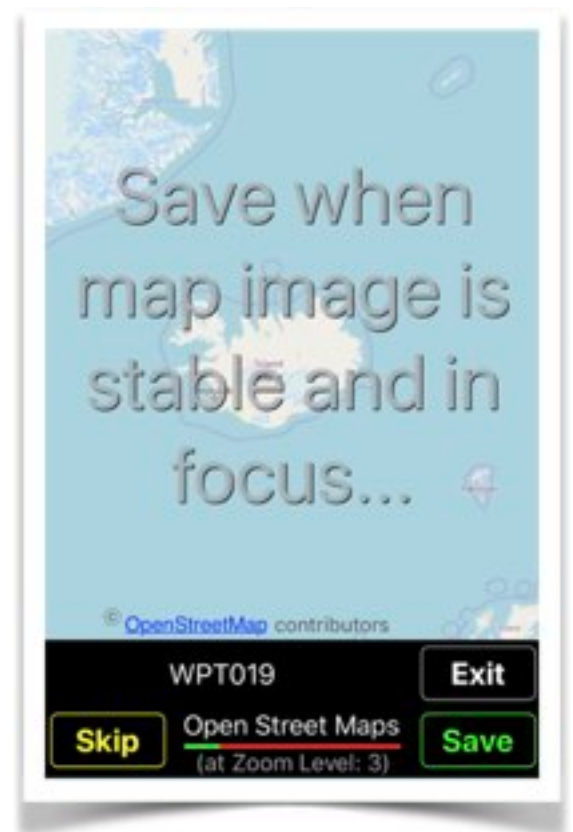 Save when
map image is
stable and in
focus...
© OpenStreetMap contributors
WPT019
Exit
Skip
Open Street Maps
(at Zoom Level: 3)
Save